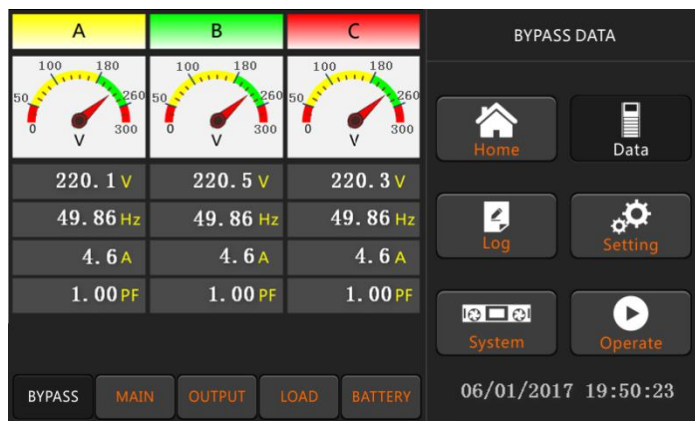 A B C BYPASS DATA
100 180 100 180 100 180
50 260 50 260 50 260
0 V 300 0 V 300 0 V 300
Home Data
220.1 V 220.5 V 220.3 V
49.86 Hz 49.86 Hz 49.86 Hz
4.6 A 4.6 A 4.6 A
Log Setting
1.00 PF 1.00 PF 1.00 PF
System Operate
BYPASS MAIN OUTPUT LOAD BATTERY
06/01/2017 19:50:23